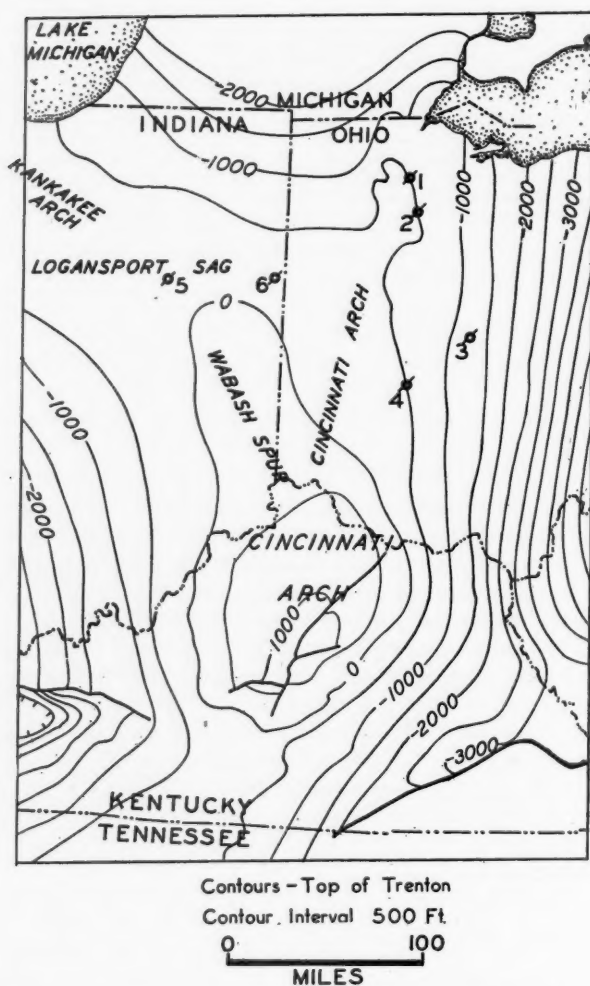 LAKE
MICHIGAN
-2000
MICHIGAN
INDIANA
OHIO
-1000
KANKAKEE
ARCH
1
2
-1000
-2000
-3000
LOGANSPORT SAG
5
6
0
3
4
WABASH SPUR
CINCINNATI ARCH
-1000
-2000
CINCINNATI
ARCH
1000
0
-1000
-2000
-3000
KENTUCKY
TENNESSEE
Contours - Top of Trenton
Contour Interval 500 Ft.
0 100
MILES